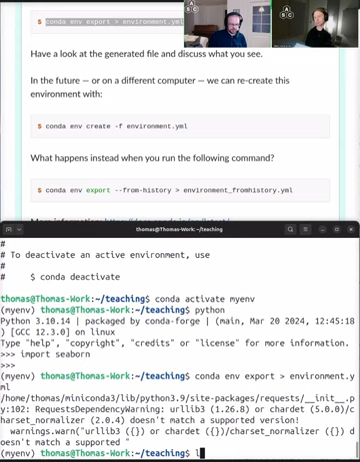 $ conda env export > environment.yml
Have a look at the generated file and discuss what you see.
In the future — or on a different computer — we can re-create this
environment with:
$ conda env create -f environment.yml
What happens instead when you run the following command?
$ conda env export --from-history > environment_fromhistory.yml
thomas@Thomas-Work:~/teaching
#
# To deactivate an active environment, use
#
#     $ conda deactivate
thomas@Thomas-Work:~/teaching$ conda activate myenv
(myenv) thomas@Thomas-Work:~/teaching$ python
Python 3.10.14 | packaged by conda-forge | (main, Mar 20 2024, 12:45:18
) [GCC 12.3.0] on linux
Type "help", "copyright", "credits" or "license" for more information.
>>> import seaborn
>>>
(myenv) thomas@Thomas-Work:~/teaching$ conda env export > environment.y
ml
/home/thomas/miniconda3/lib/python3.9/site-packages/requests/__init__.p
y:102: RequestsDependencyWarning: urllib3 (1.26.8) or chardet (5.0.0)/c
harset_normalizer (2.0.4) doesn't match a supported version!
  warnings.warn("urllib3 ({}) or chardet ({})/charset_normalizer ({}) d
oesn't match a supported "
(myenv) thomas@Thomas-Work:~/teaching$ l